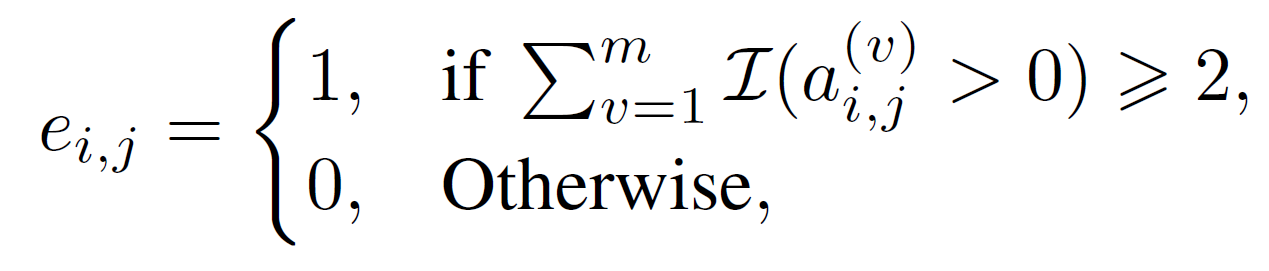 $e_{i,j} = \begin{cases} 1, & \text{if } \sum_{v=1}^{m} \mathcal{I}(a_{i,j}^{(v)} > 0) \geqslant 2, \\ 0, & \text{Otherwise,} \end{cases}$